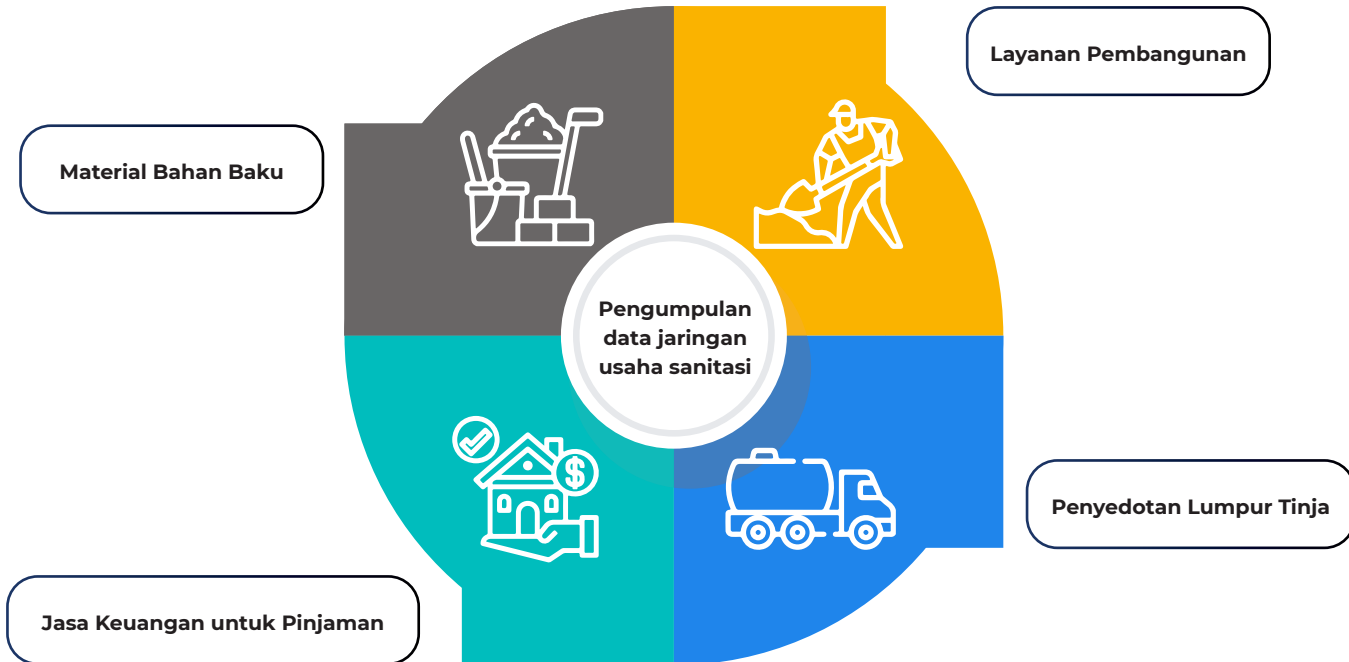 Layanan Pembangunan
Material Bahan Baku
Pengumpulan
data jaringan
usaha sanitasi
$
Penyedotan Lumpur Tinja
Jasa Keuangan untuk Pinjaman